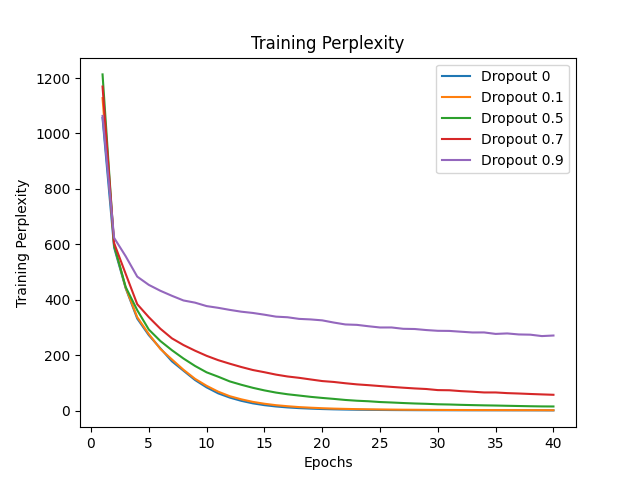 Training Perplexity
Training Perplexity
1200
1000
800
600
400
200
0
0
5
10
15
20
25
30
35
40
Epochs
Dropout 0
Dropout 0.1
Dropout 0.5
Dropout 0.7
Dropout 0.9